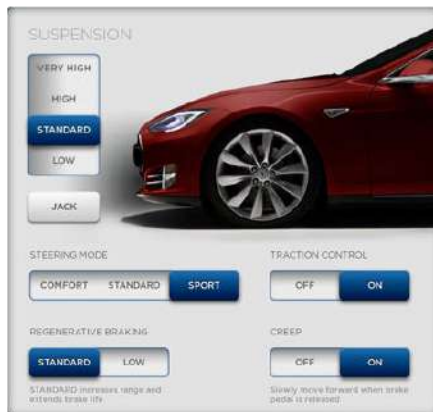 SUSPENSION
VERY HIGH
HIGH
STANDARD
LOW
JACK
STEERING MODE
COMFORT STANDARD SPORT
TRACTION CONTROL
OFF ON
REGENERATIVE BRAKING
STANDARD LOW
STANDARD increases range and
extends brake life
CREEP
OFF ON
Slowly move forward when brake
pedal is released